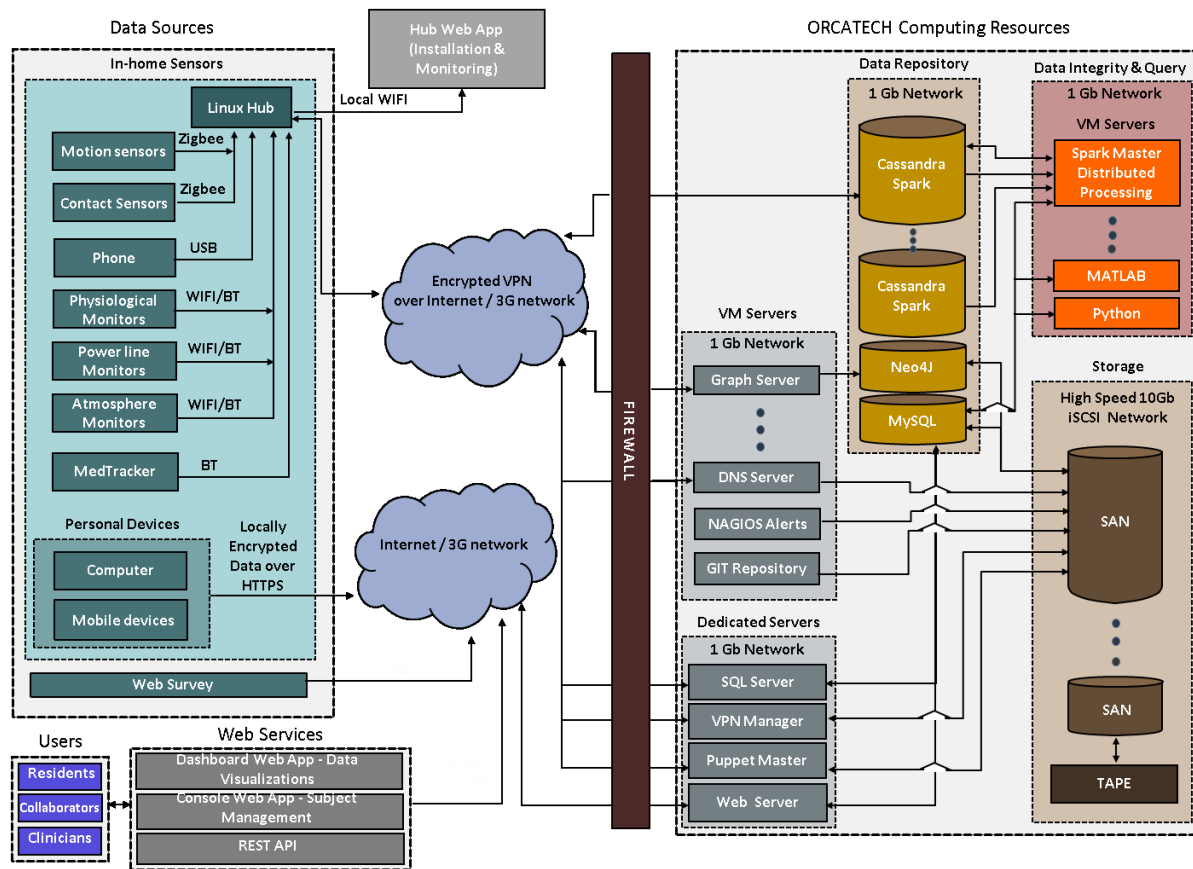 Data Sources
In-home Sensors
Linux Hub
Local WIFI
Hub Web App
(Installation &
Monitoring)
Zigbee
Motion sensors
Zigbee
Contact Sensors
USB
Phone
Physiological
Monitors
WIFI/BT
Power line
Monitors
WIFI/BT
Atmosphere
Monitors
WIFI/BT
MedTracker
BT
Personal Devices
Computer
Mobile devices
Locally
Encrypted
Data over
HTTPS
Web Survey
Encrypted VPN
over Internet / 3G network
Internet / 3G network
Users
Residents
Collaborators
Clinicians
Web Services
Dashboard Web App - Data
Visualizations
Console Web App - Subject
Management
REST API
FIREWALL
ORCATECH Computing Resources
Data Repository
1 Gb Network
Cassandra
Spark
Cassandra
Spark
Neo4J
MySQL
Data Integrity & Query
1 Gb Network
VM Servers
Spark Master
Distributed
Processing
MATLAB
Python
VM Servers
1 Gb Network
Graph Server
DNS Server
NAGIOS Alerts
GIT Repository
Dedicated Servers
1 Gb Network
SQL Server
VPN Manager
Puppet Master
Web Server
Storage
High Speed 10Gb
iSCSI Network
SAN
SAN
TAPE